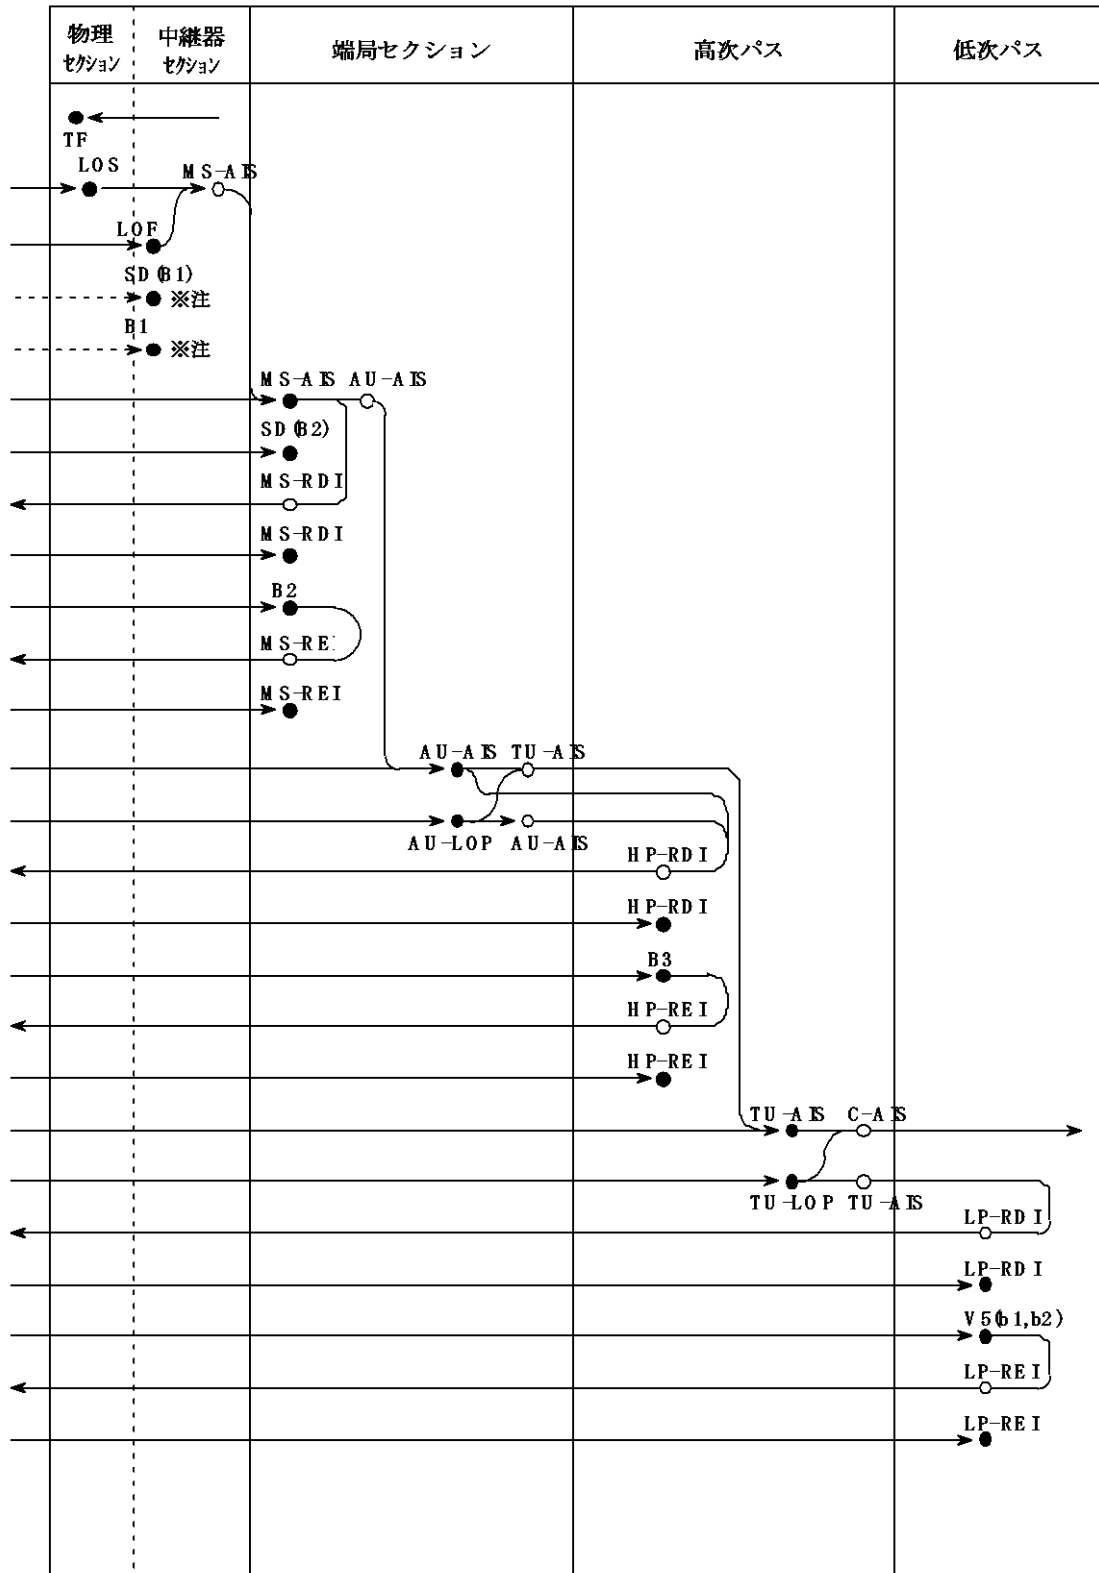 物理 中継器 端局セクション 高次パス 低次パス
セクション セクション
TF
LOS MS-AIS
LOF
SD(B1)
※注
B1
※注
MS-AIS AU-AIS
SD(B2)
MS-RDI
MS-RDI
B2
MS-RE
MS-REI
AU-AIS TU-AIS
AU-LOP AU-AIS
HP-RDI
HP-RDI
B3
HP-REI
HP-REI
TU-AIS C-AIS
TU-LOP TU-AIS
LP-RDI
LP-RDI
V5(b1,b2)
LP-REI
LP-REI